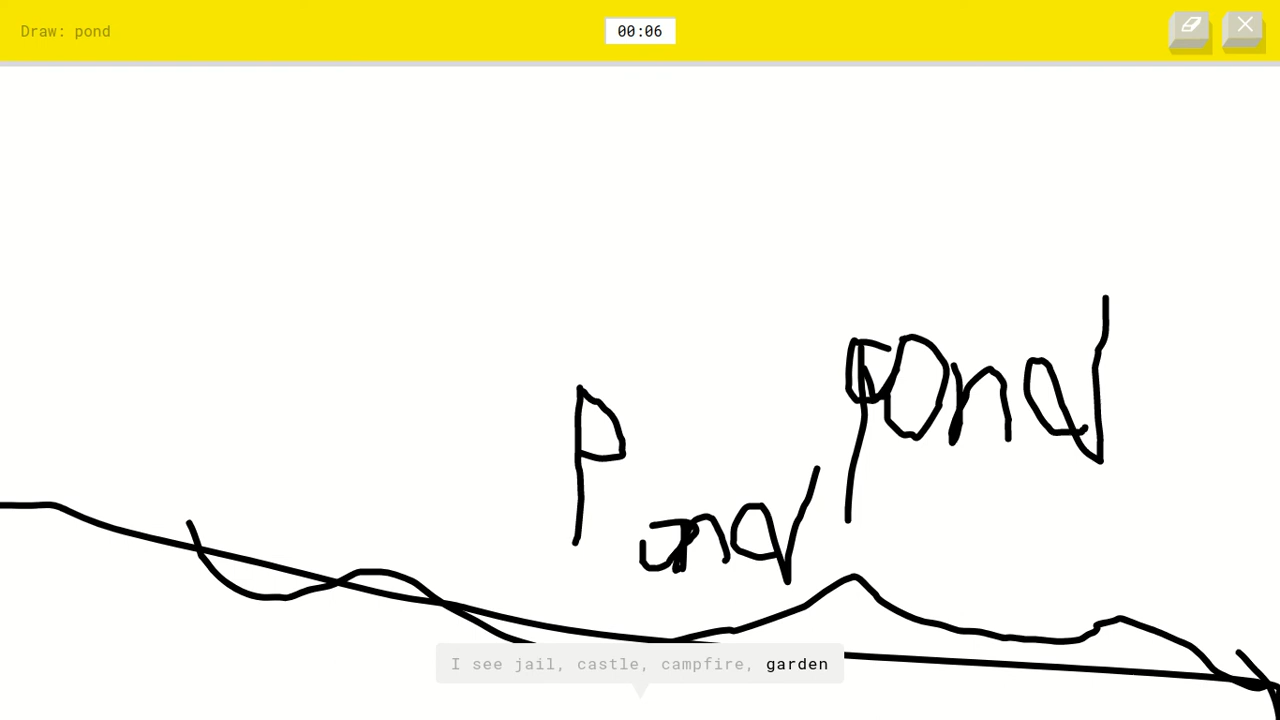 Draw: pond
00:06
pond
Pond
I see jail, castle, campfire, garden